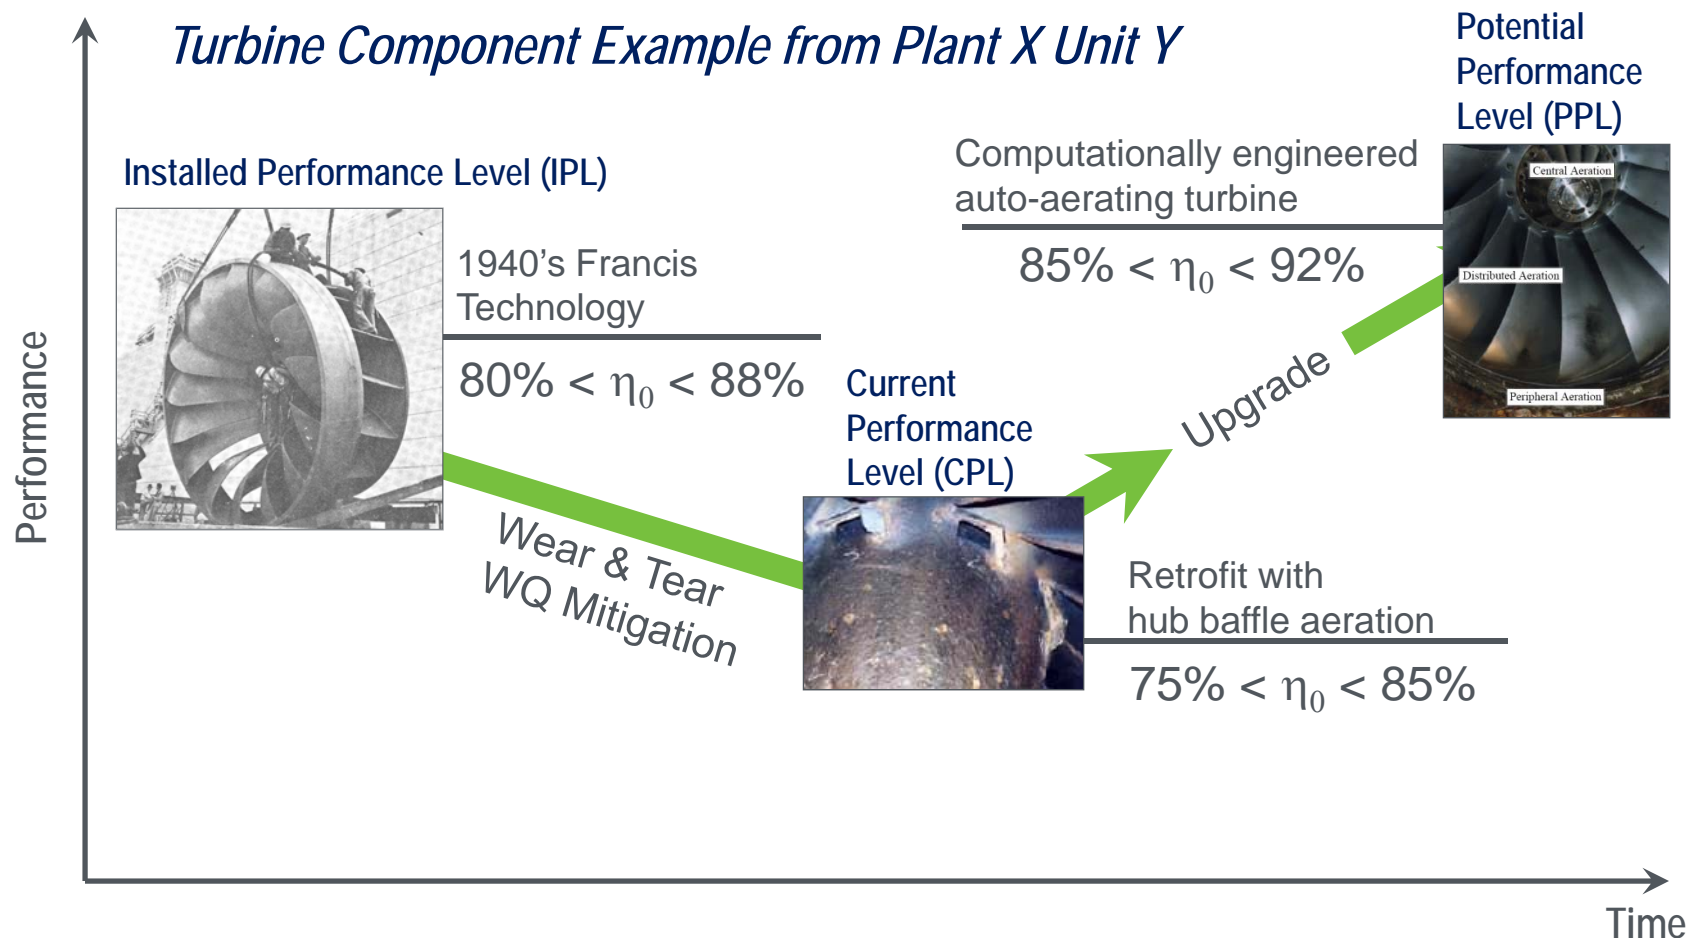 Turbine Component Example from Plant X Unit Y
Potential
Performance
Level (PPL)
Installed Performance Level (IPL)
1940's Francis
Technology
80% < η₀ < 88%
Computationally engineered
auto-aerating turbine
85% < η₀ < 92%
Central Aeration
Distributed Aeration
Peripheral Aeration
Current
Performance
Level (CPL)
Upgrade
Wear & Tear
WQ Mitigation
Retrofit with
hub baffle aeration
75% < η₀ < 85%
Performance
Time